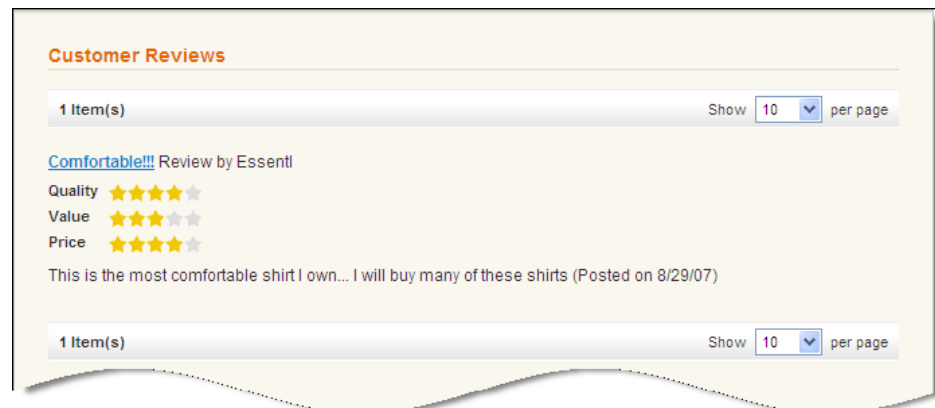 Customer Reviews
1 Item(s) Show 10 per page
Comfortable!!! Review by Essentl
Quality
Value
Price
This is the most comfortable shirt I own... I will buy many of these shirts (Posted on 8/29/07)
1 Item(s) Show 10 per page